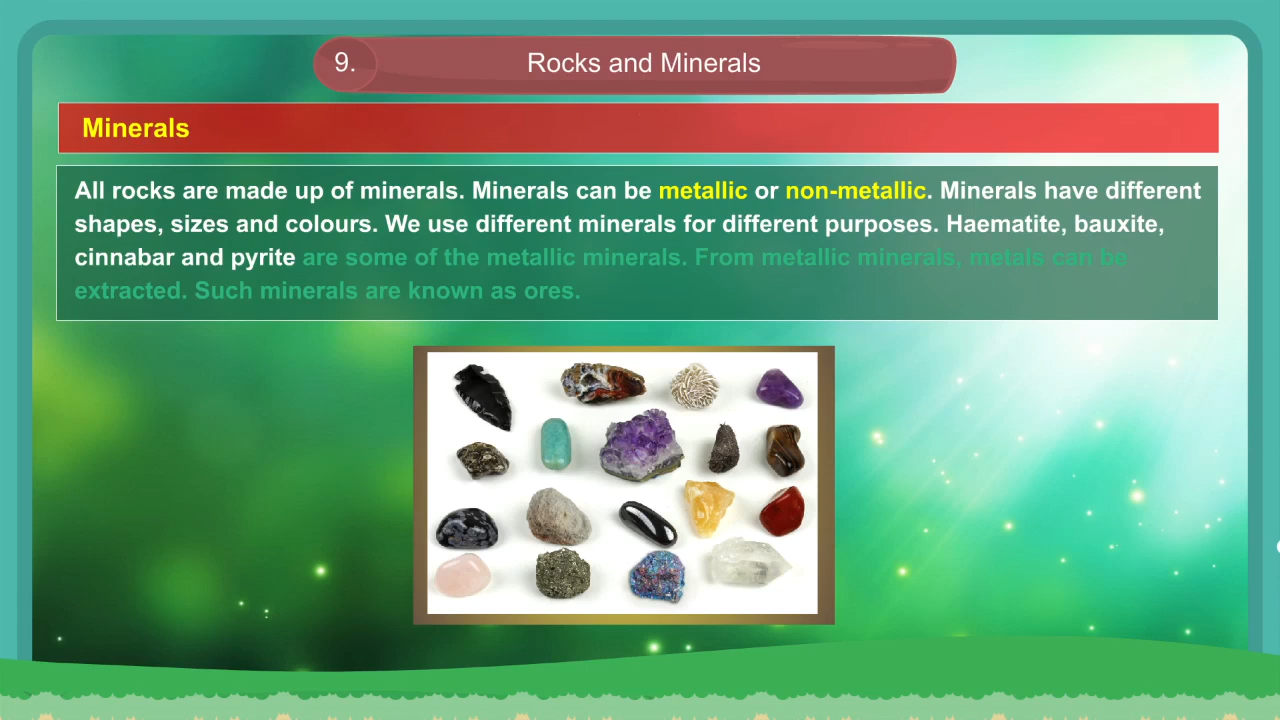 9. Rocks and Minerals
Minerals
All rocks are made up of minerals. Minerals can be metallic or non-metallic. Minerals have different
shapes, sizes and colours. We use different minerals for different purposes. Haematite, bauxite,
cinnabar and pyrite are some of the metallic minerals. From metallic minerals, metals can be
extracted. Such minerals are known as ores.